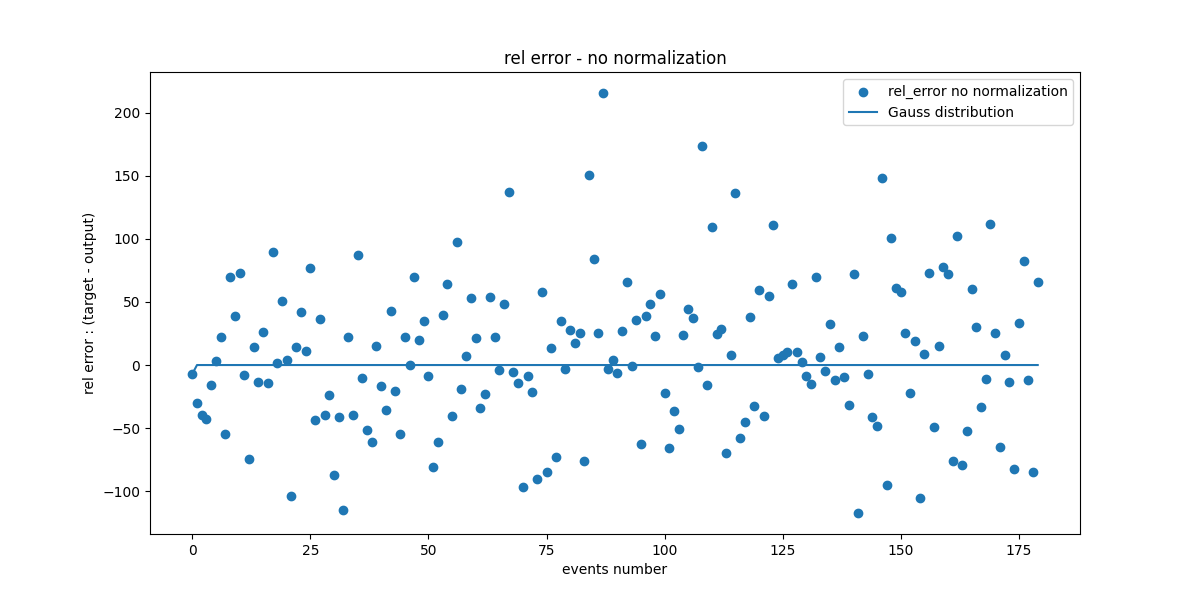 rel error - no normalization
rel_error no normalization
Gauss distribution
rel error : (target - output)
200
150
100
50
0
−50
−100
0 25 50 75 100 125 150 175
events number